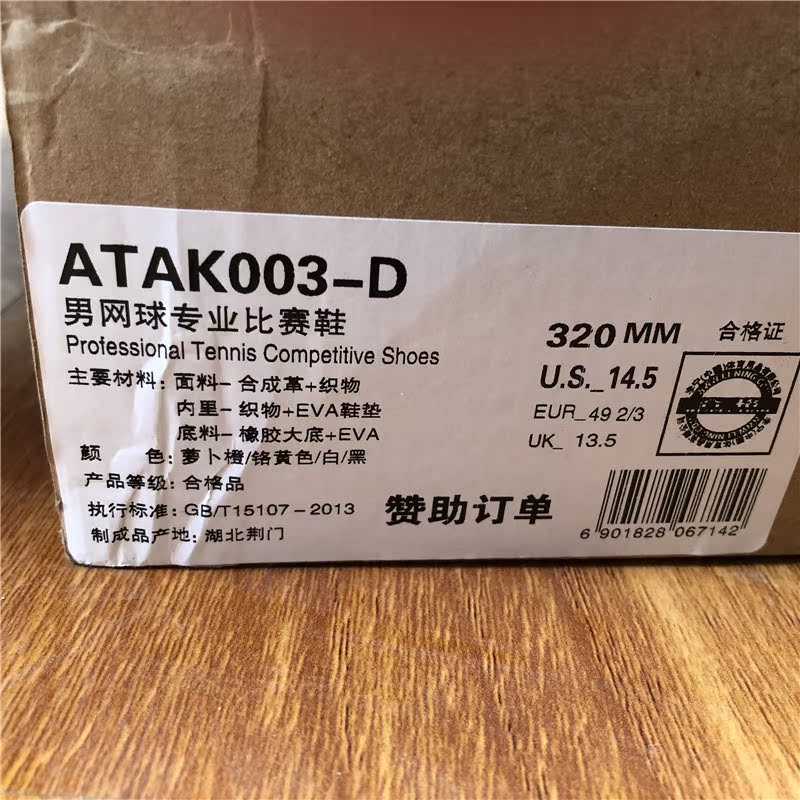 ATAK003-D
男网球专业比赛鞋
Professional Tennis Competitive Shoes
主要材料: 面料- 合成革+织物
内里- 织物+EVA鞋垫
底料- 橡胶大底+EVA
颜 色: 萝卜橙/铬黄色/白/黑
产品等级: 合格品
执行标准: GB/T15107-2013
制成品产地: 湖北荆门
赞助订单
320 MM 合格证
U.S._14.5
EUR_49 2/3
UK_ 13.5
6 901828 067142